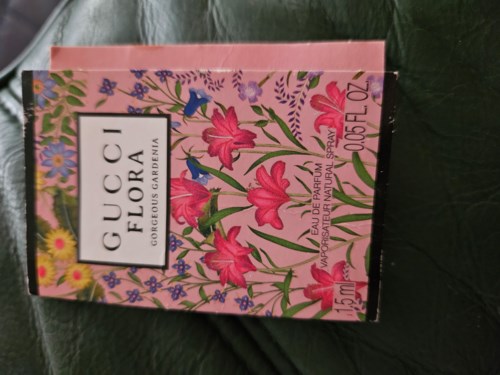 GUCCI
FLORA
GORGEOUS GARDENIA
EAU DE PARFUM
VAPORISATEUR NATURAL SPRAY
1,5 ml ℮ 0.05 FL.OZ.